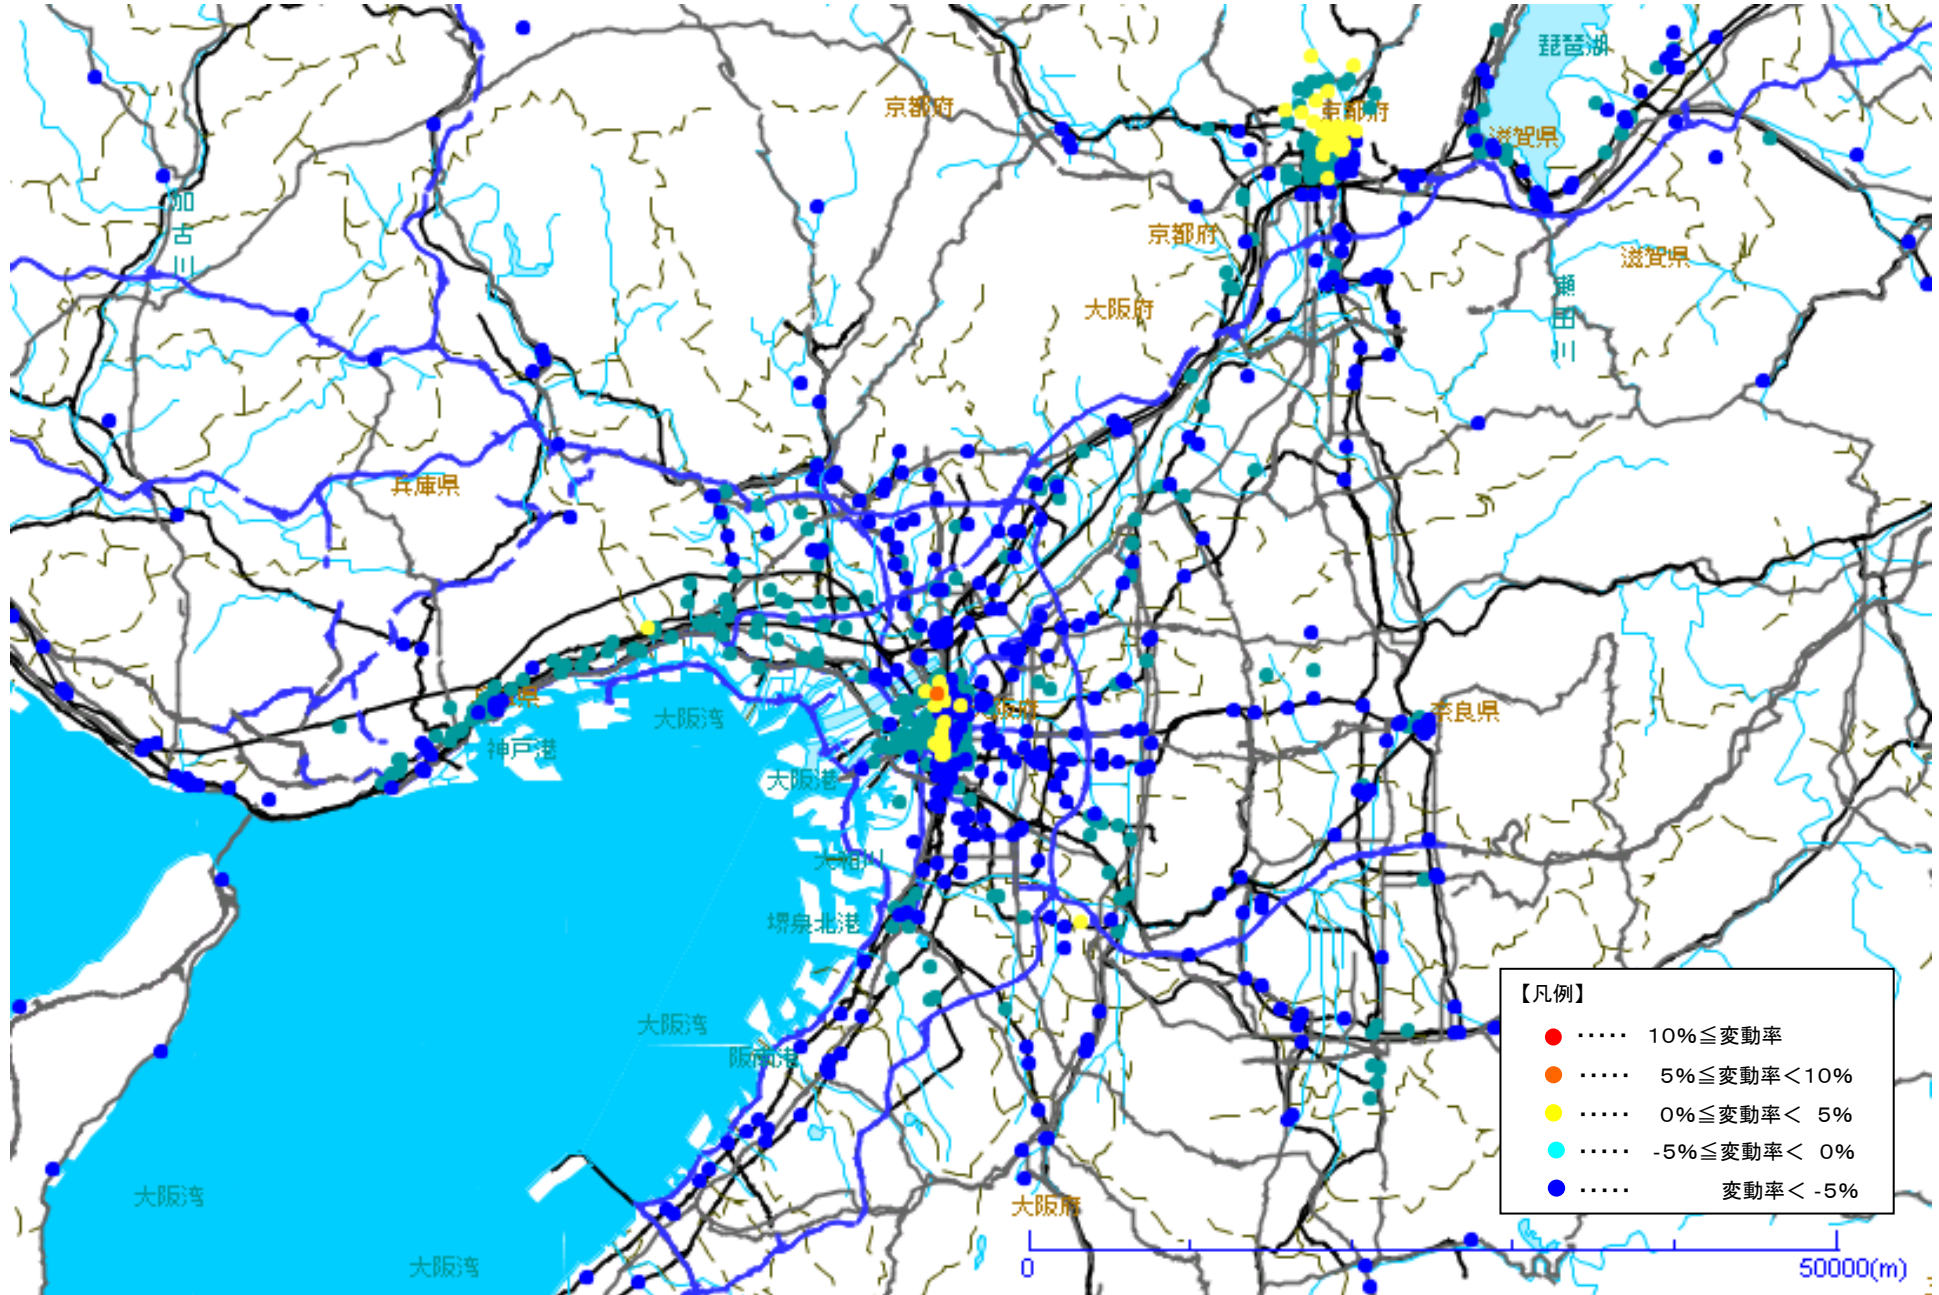 琵琶湖
京都府
京都府
滋賀県
加古川
京都府
滋賀県
瀬田川
大阪府
兵庫県
奈良県
大阪湾
神戸港
大阪港
堺泉北港
大阪湾
阪南港
大阪湾
大阪府
大阪湾
【凡例】
・・・・・ 10%≦変動率
・・・・・ 5%≦変動率<10%
・・・・・ 0%≦変動率< 5%
・・・・・ -5%≦変動率< 0%
・・・・・ 変動率< -5%
0 50000(m)